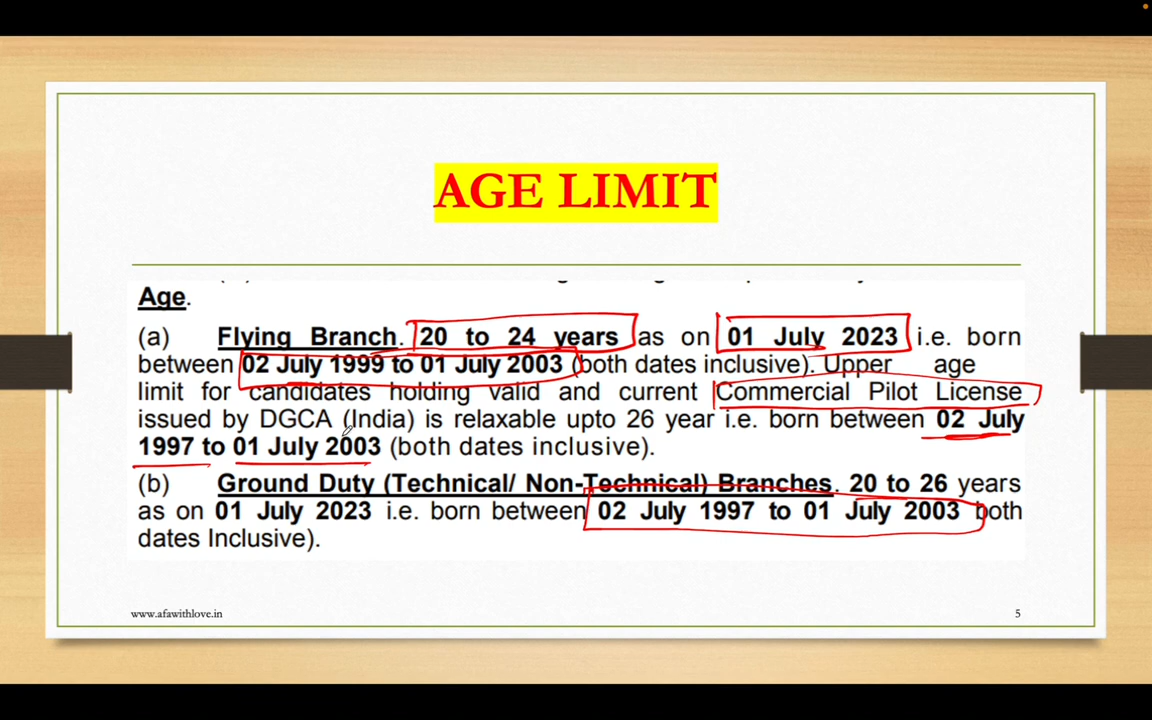 AGE LIMIT
Age.
(a) Flying Branch. 20 to 24 years as on 01 July 2023 i.e. born
between 02 July 1999 to 01 July 2003 (both dates inclusive). Upper age
limit for candidates holding valid and current Commercial Pilot License
issued by DGCA (India) is relaxable upto 26 year i.e. born between 02 July
1997 to 01 July 2003 (both dates inclusive).
(b) Ground Duty (Technical/ Non-Technical) Branches. 20 to 26 years
as on 01 July 2023 i.e. born between 02 July 1997 to 01 July 2003 both
dates Inclusive).
www.afawithlove.in 5